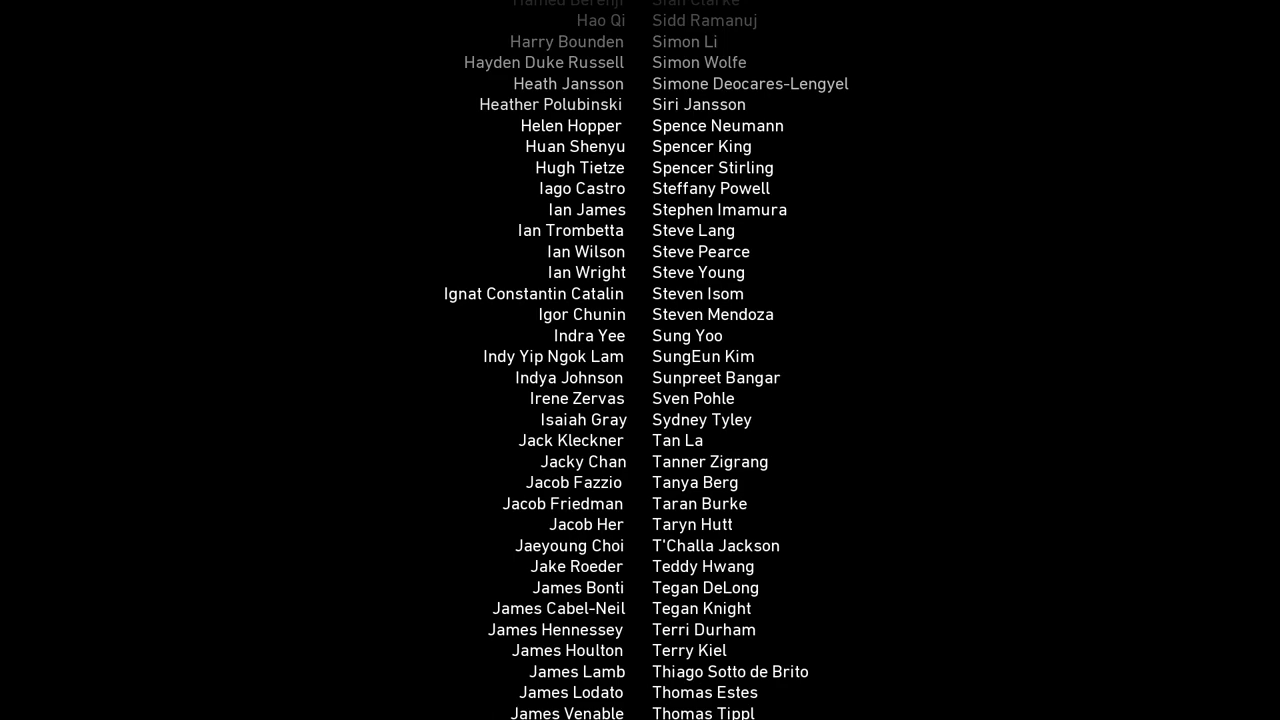 Hamed Berenji Sian Clarke
Hao Qi Sidd Ramanuj
Harry Bounden Simon Li
Hayden Duke Russell Simon Wolfe
Heath Jansson Simone Deocares-Lengyel
Heather Polubinski Siri Jansson
Helen Hopper Spence Neumann
Huan Shenyu Spencer King
Hugh Tietze Spencer Stirling
Iago Castro Steffany Powell
Ian James Stephen Imamura
Ian Trombetta Steve Lang
Ian Wilson Steve Pearce
Ian Wright Steve Young
Ignat Constantin Catalin Steven Isom
Igor Chunin Steven Mendoza
Indra Yee Sung Yoo
Indy Yip Ngok Lam SungEun Kim
Indya Johnson Sunpreet Bangar
Irene Zervas Sven Pohle
Isaiah Gray Sydney Tyley
Jack Kleckner Tan La
Jacky Chan Tanner Zigrang
Jacob Fazzio Tanya Berg
Jacob Friedman Taran Burke
Jacob Her Taryn Hutt
Jaeyoung Choi T'Challa Jackson
Jake Roeder Teddy Hwang
James Bonti Tegan DeLong
James Cabel-Neil Tegan Knight
James Hennessey Terri Durham
James Houlton Terry Kiel
James Lamb Thiago Sotto de Brito
James Lodato Thomas Estes
James Venable Thomas Tippl